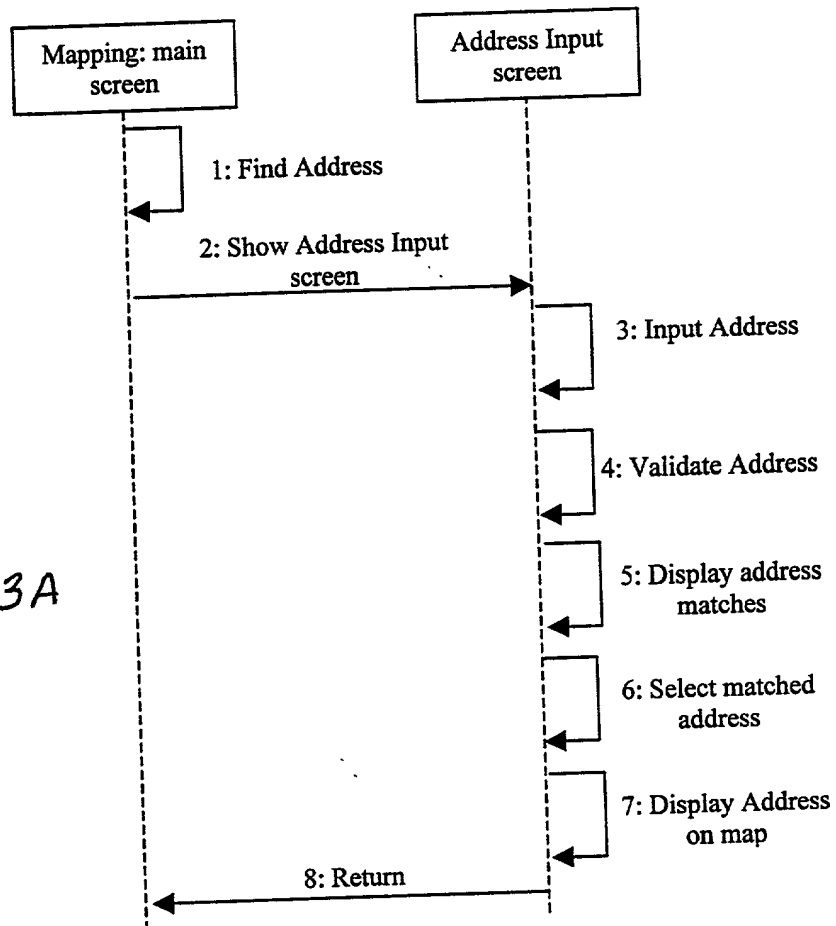 Mapping: main
screen
Address Input
screen
1: Find Address
2: Show Address Input
screen
3: Input Address
4: Validate Address
3A
5: Display address
matches
6: Select matched
address
7: Display Address
on map
8: Return